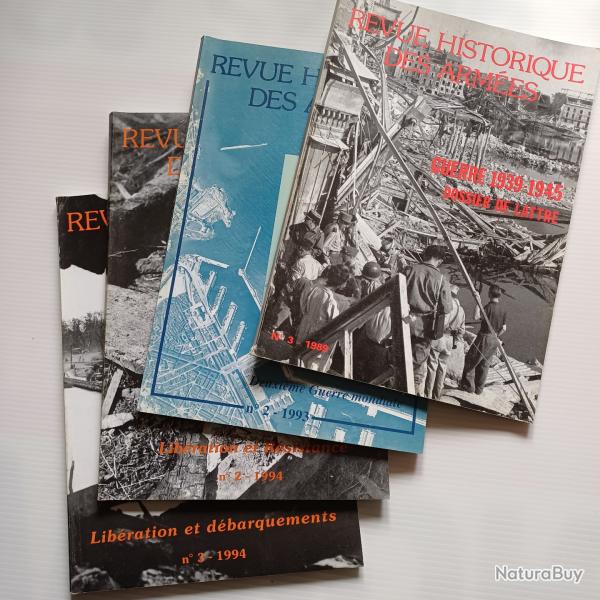 REVUE HISTORIQUE
DES ARMÉES
GUERRE 1939-1945
DOSSIER DE LATTRE
N° 3 - 1989
REVUE H
DES A
Deuxième Guerre mondiale
n° 2 - 1993
REVU
D
Libération et Résistance
n° 2 - 1994
REV
Libération et débarquements
n° 3 - 1994
NaturaBuy